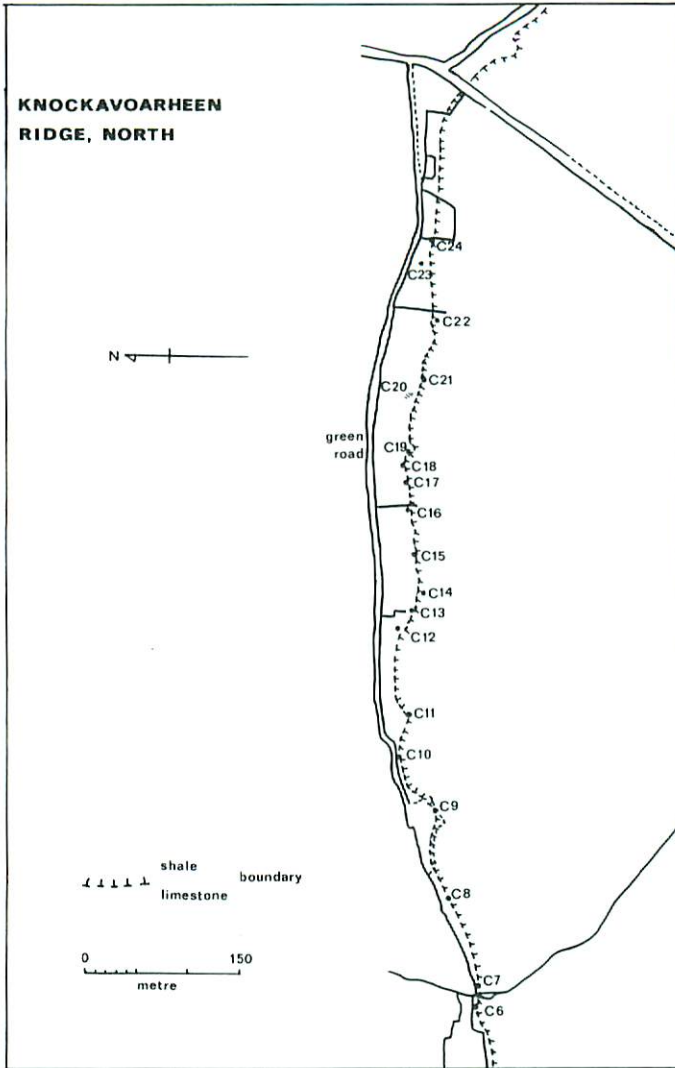 KNOCKAVOARHEEN
RIDGE, NORTH
C24
C23
C22
N
C21
C20
green
road
C19
C18
C17
C16
C15
C14
C13
C12
C11
C10
C9
shale
boundary
limestone
C8
0 150
metre
C7
C6